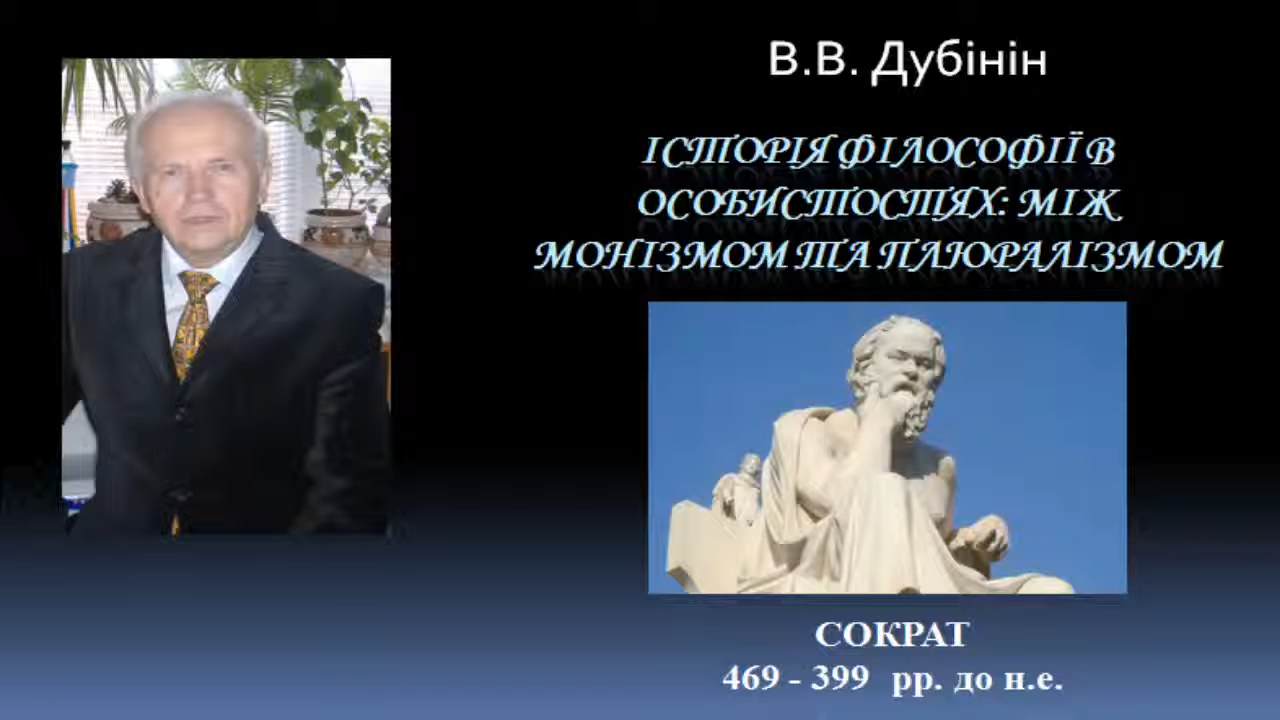 В.В. Дубінін
ІСТОРІЯ ФІЛОСОФІЇ В
ОСОБИСТОСТЯХ: МІЖ
МОНІЗМОМ ТА ПЛЮРАЛІЗМОМ
СОКРАТ
469 - 399 рр. до н.е.